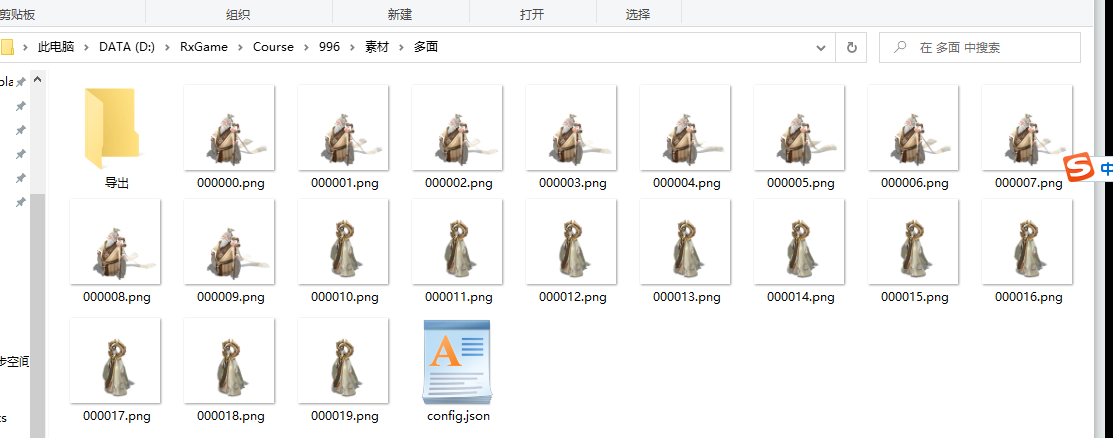 剪贴板 组织 新建 打开 选择
此电脑 DATA (D:) RxGame Course 996 素材 多面
在 多面 中搜索
导出 000000.png 000001.png 000002.png 000003.png 000004.png 000005.png 000006.png 000007.png
000008.png 000009.png 000010.png 000011.png 000012.png 000013.png 000014.png 000015.png 000016.png
000017.png 000018.png 000019.png config.json
步空间
中